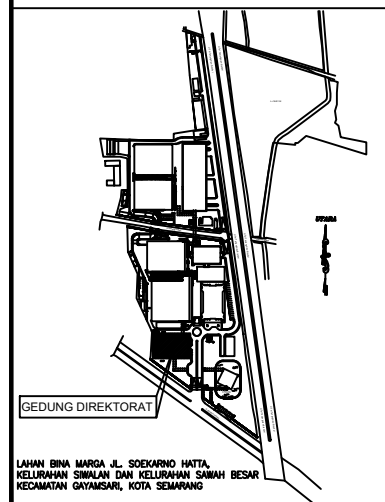 UTARA
GEDUNG DIREKTORAT
LAHAN BINA MARGA JL. SOEKARNO HATTA,
KELURAHAN SIWALAN DAN KELURAHAN SAWAH BESAR
KECAMATAN GAYAMSARI, KOTA SEMARANG